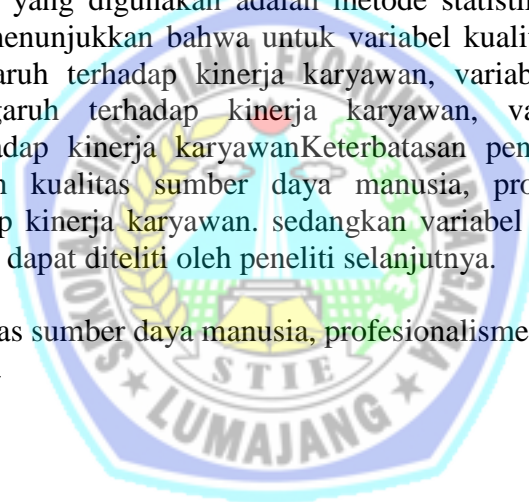 yang digunakan adalah metode statisti
menunjukkan bahwa untuk variabel kuali
aruh terhadap kinerja karyawan, variab
garuh terhadap kinerja karyawan, va
adap kinerja karyawanKeterbatasan pen
kualitas sumber daya manusia, pro
p kinerja karyawan. sedangkan variabel
dapat diteliti oleh peneliti selanjutnya.
as sumber daya manusia, profesionalisme
STIE
LUMAJANG